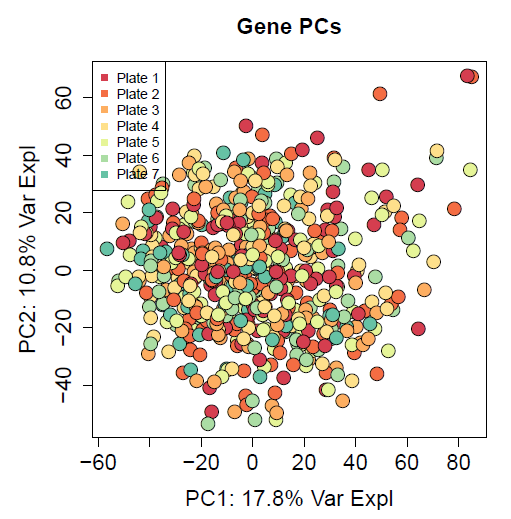 Gene PCs
Plate 1
Plate 2
Plate 3
Plate 4
Plate 5
Plate 6
Plate 7
PC2: 10.8% Var Expl
60
40
20
0
−20
−40
−60 −20 0 20 40 60 80
PC1: 17.8% Var Expl